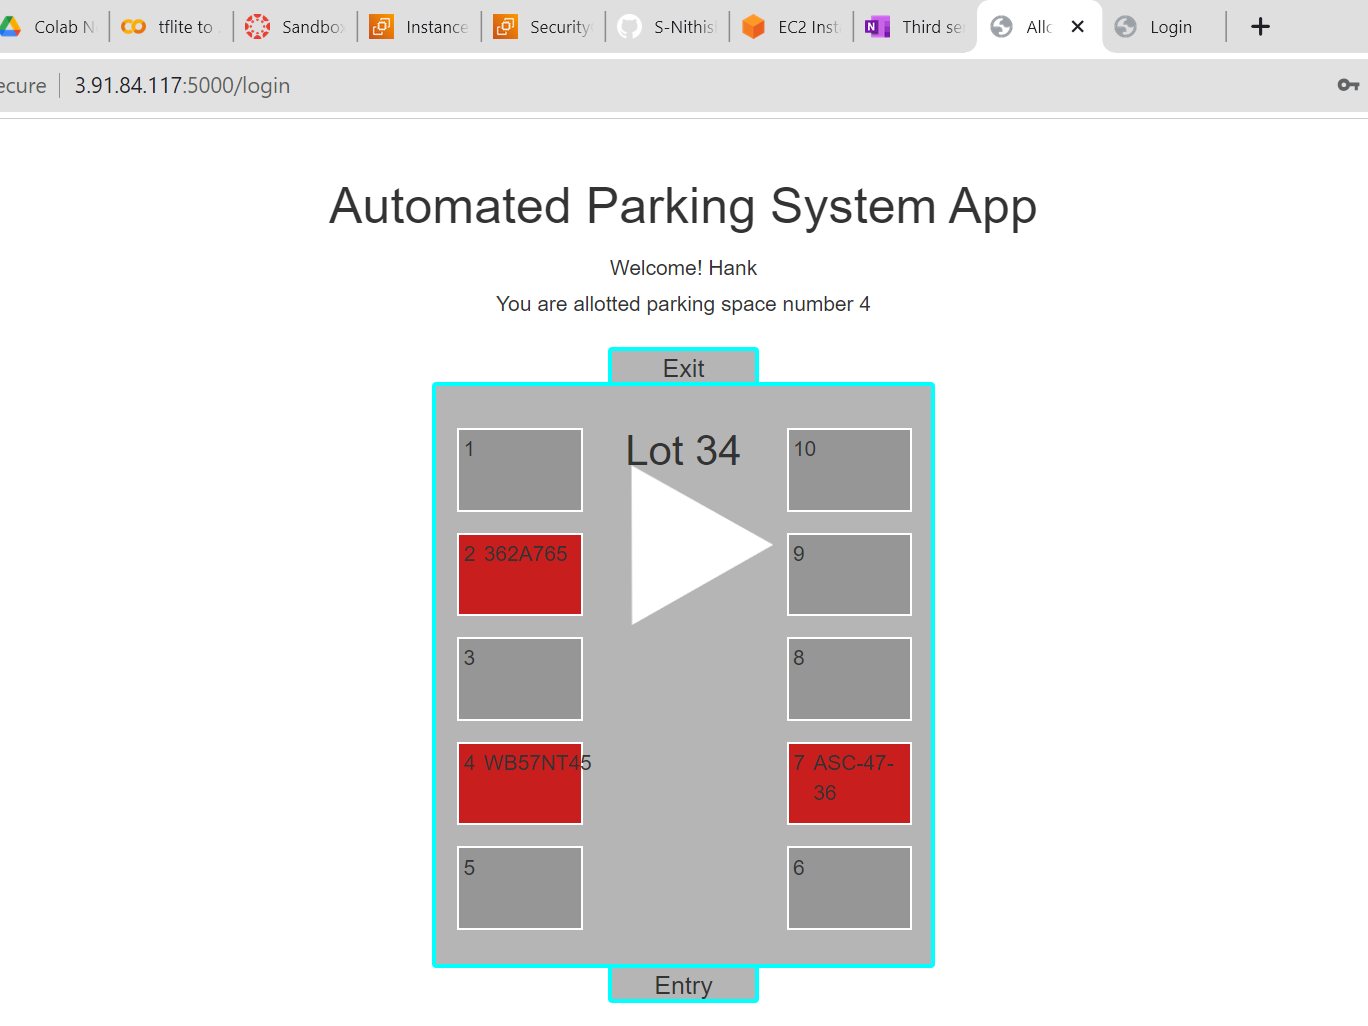 Colab N
tflite to
Sandbo
Instance
Security
S-Nithis
EC2 Inst
Third se
Allo
Login
ecure
3.91.84.117:5000/login
Automated Parking System App
Welcome! Hank
You are allotted parking space number 4
Exit
Lot 34
1
10
2 362A765
9
3
8
4 WB57NT45
7 ASC-47-
36
5
6
Entry